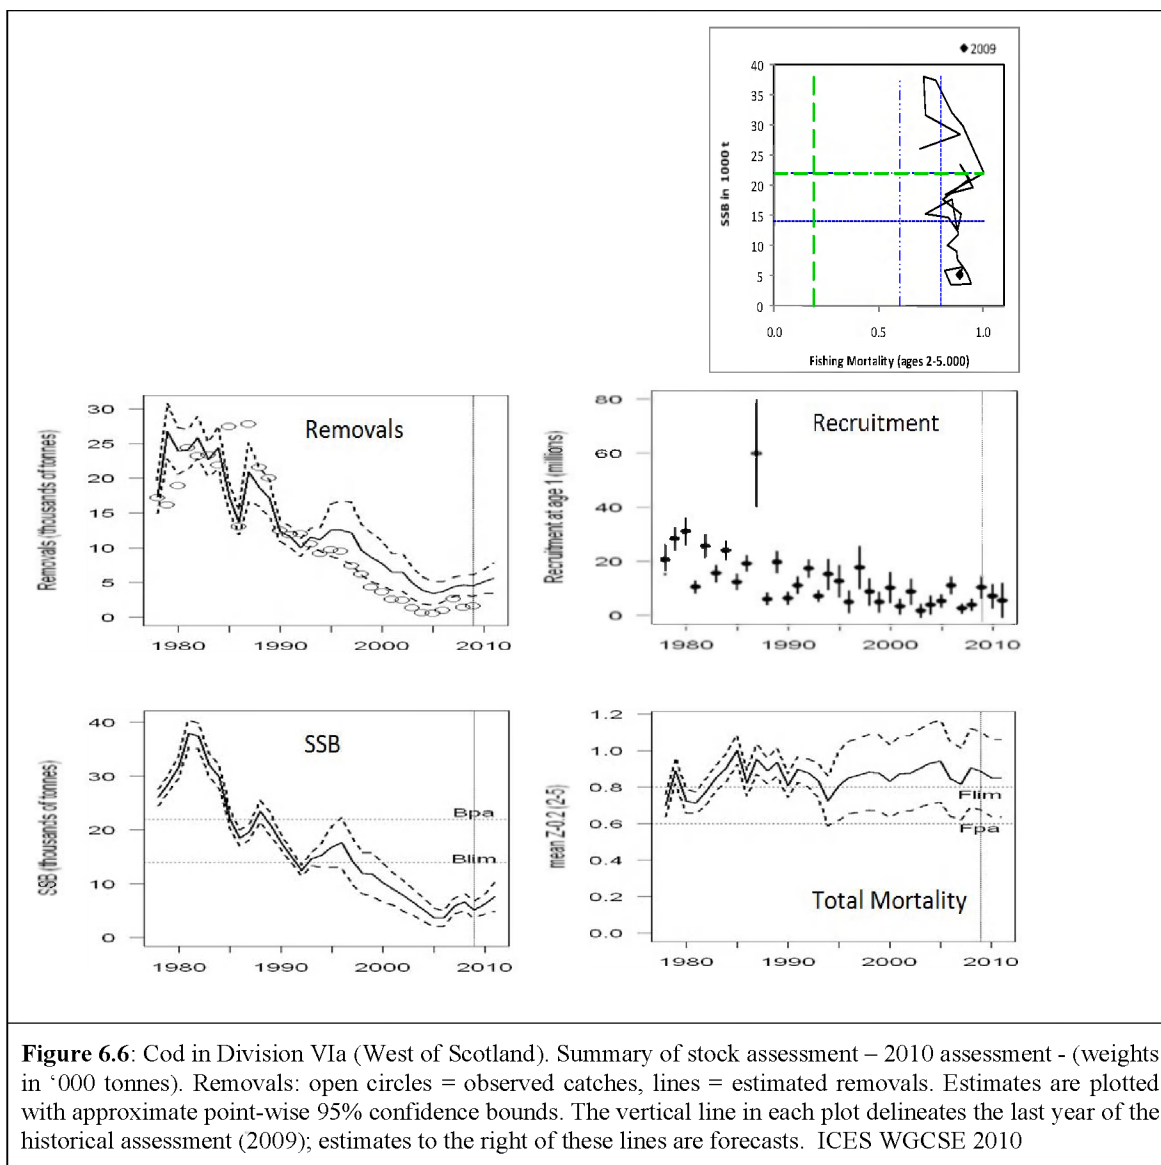 ◆ 2009
40
35
30
25
20
15
10
5
0
SSB in 1000 t
0.0 0.5 1.0
Fishing Mortality (ages 2-5.000)
30
25
20
15
10
5
0
Removals (thousands of tonnes)
Removals
1980 1990 2000 2010
80
60
40
20
0
Recruitment at age 1 (millions)
Recruitment
1980 1990 2000 2010
40
30
20
10
0
SSB (thousands of tonnes)
SSB
Bpa
Blim
1980 1990 2000 2010
1.2
1.0
0.8
0.6
0.4
0.2
0.0
mean Z-0.2 (2-5)
Flim
Fpa
Total Mortality
1980 1990 2000 2010
Figure 6.6: Cod in Division VIa (West of Scotland). Summary of stock assessment – 2010 assessment - (weights
in ‘000 tonnes). Removals: open circles = observed catches, lines = estimated removals. Estimates are plotted
with approximate point-wise 95% confidence bounds. The vertical line in each plot delineates the last year of the
historical assessment (2009); estimates to the right of these lines are forecasts. ICES WGCSE 2010